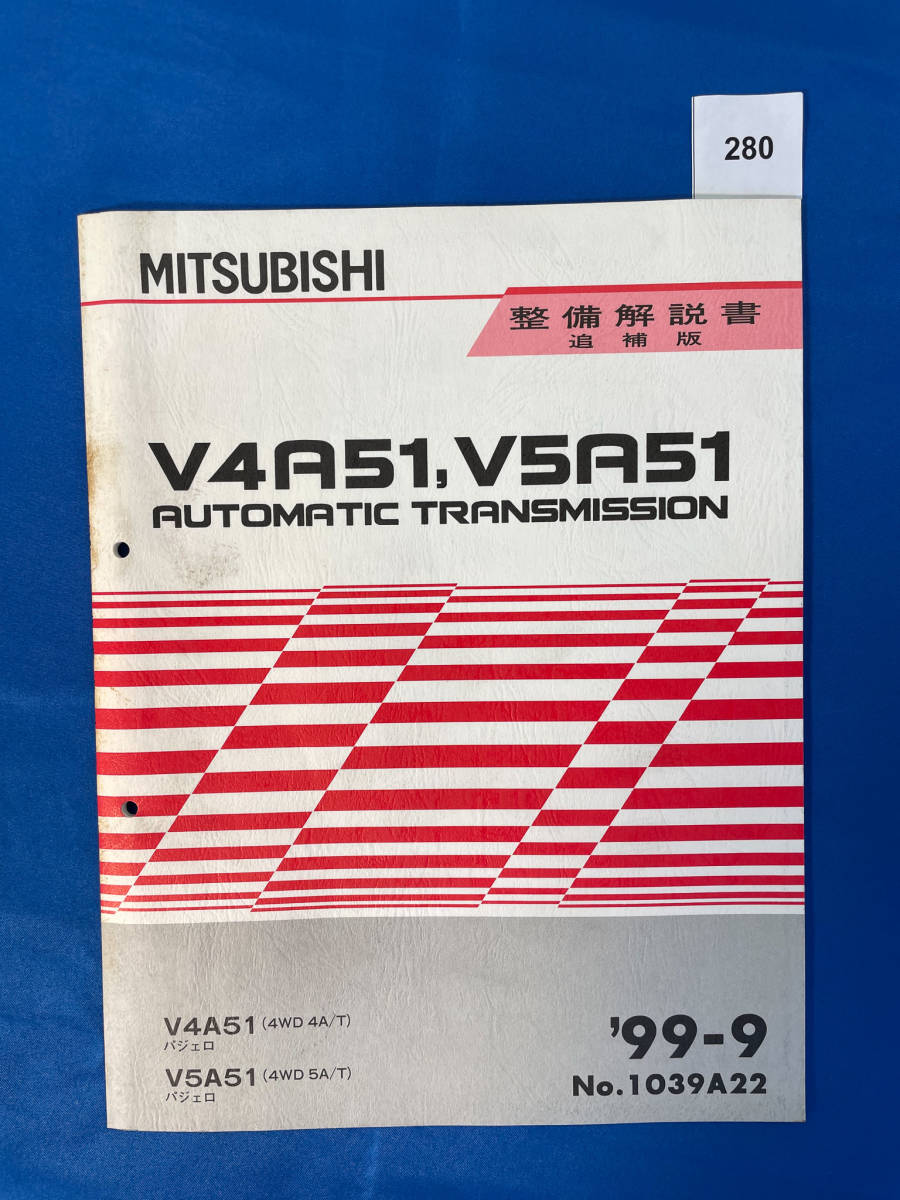 280
MITSUBISHI
整備解説書
追補版
V4A51,V5A51
AUTOMATIC TRANSMISSION
V4A51 (4WD 4A/T)
パジェロ
V5A51 (4WD 5A/T)
パジェロ
'99-9
No.1039A22